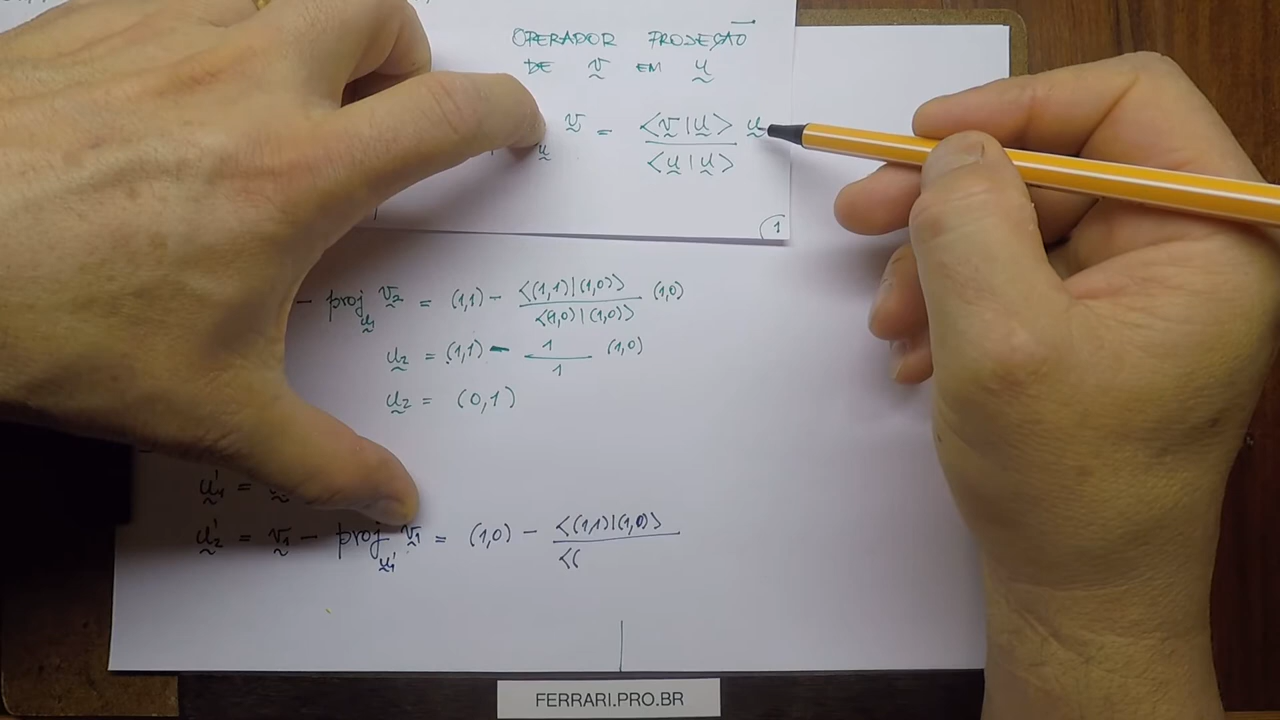 OPERADOR PROJEÇÃO
DE v EM u
u v = <v|u> / <u|u> u
1
- proj u1 v2 = (1,1) - <(1,1)|(1,0)> / <(1,0)|(1,0)> (1,0)
u2 = (1,1) - 1 / 1 (1,0)
u2 = (0,1)
u'1 =
u'2 = v1 - proj u'1 v1 = (1,0) - <(1,1)|(1,0)> / <(
FERRARI.PRO.BR